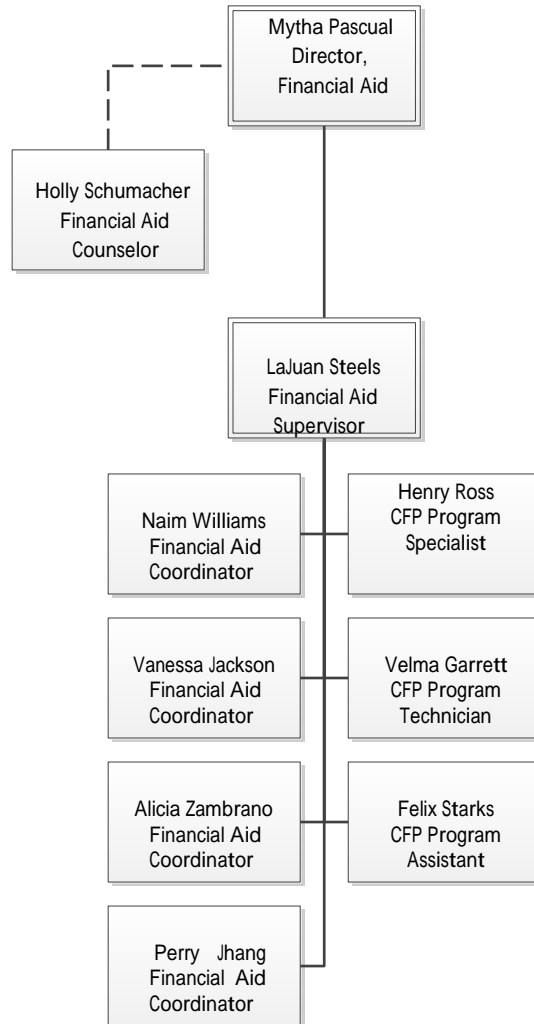 Mytha Pascual
Director,
Financial Aid
Holly Schumacher
Financial Aid
Counselor
LaJuan Steels
Financial Aid
Supervisor
Naim Williams
Financial Aid
Coordinator
Henry Ross
CFP Program
Specialist
Vanessa Jackson
Financial Aid
Coordinator
Velma Garrett
CFP Program
Technician
Alicia Zambrano
Financial Aid
Coordinator
Felix Starks
CFP Program
Assistant
Perry Jhang
Financial Aid
Coordinator